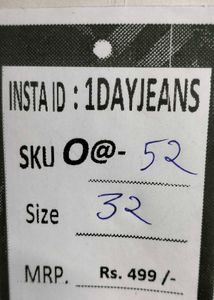 INSTA ID : 1DAYJEANS
SKU O@- 52
Size 32
MRP. Rs. 499 /-